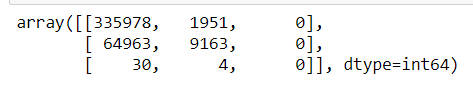 array([[335978, 1951, 0],
[ 64963, 9163, 0],
[ 30, 4, 0]], dtype=int64)